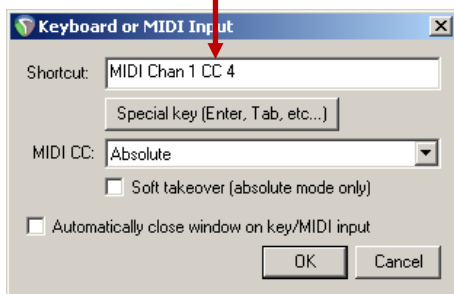 Keyboard or MIDI Input
Shortcut: MIDI Chan 1 CC 4
Special key (Enter, Tab, etc...)
MIDI CC: Absolute
Soft takeover (absolute mode only)
Automatically close window on key/MIDI input
OK Cancel